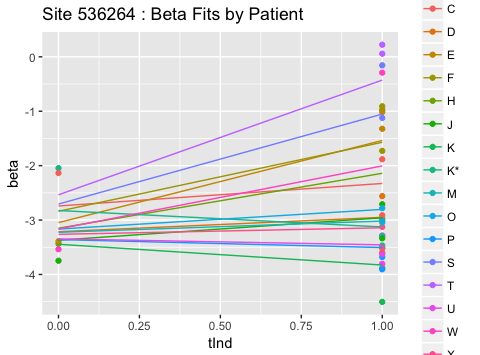 Site 536264 : Beta Fits by Patient
0
-1
-2
-3
-4
beta
0.00 0.25 0.50 0.75 1.00
tInd
C
D
E
F
H
J
K
K*
M
O
P
S
T
U
W